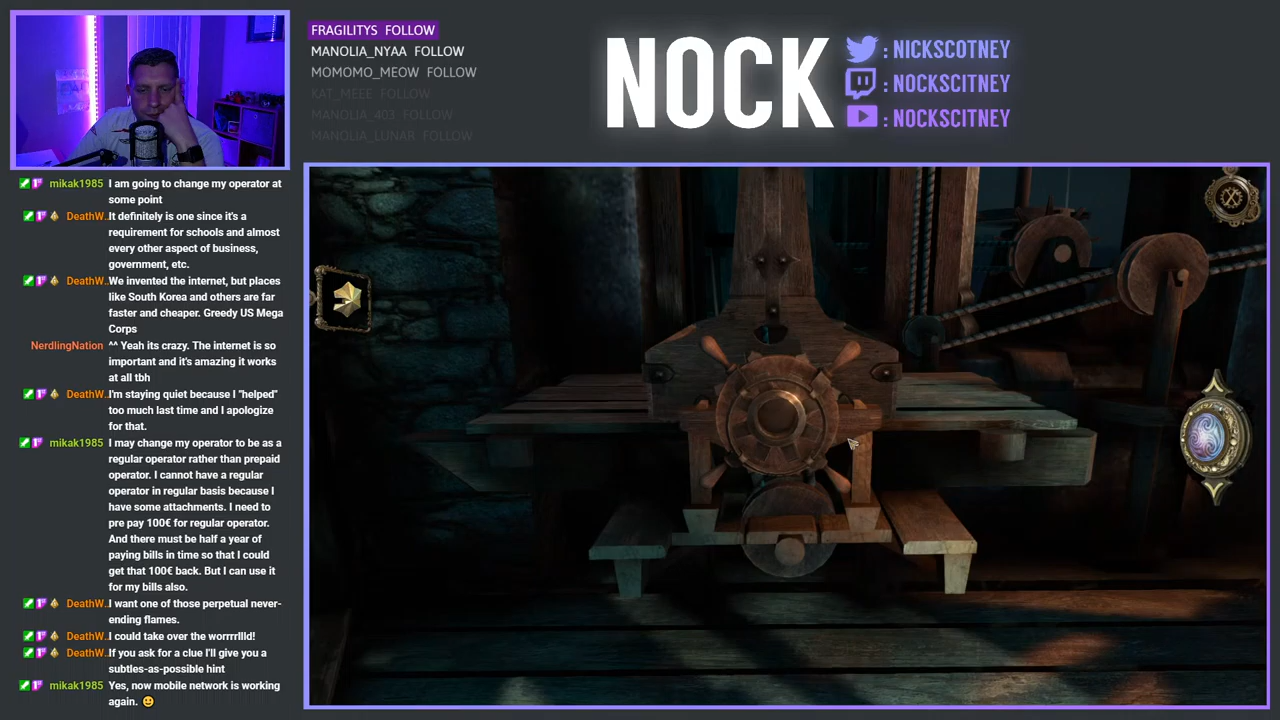 FRAGILITYS FOLLOW
MANOLIA_NYAA FOLLOW
MOMOMO_MEOW FOLLOW
KAT_MEEE FOLLOW
MANOLIA_403 FOLLOW
MANOLIA_LUNAR FOLLOW
NOCK
: NICKSCOTNEY
: NOCKSCITNEY
: NOCKSCITNEY
mikak1985 I am going to change my operator at
some point
DeathW.. It definitely is one since it's a
requirement for schools and almost
every other aspect of business,
government, etc.
DeathW.. We invented the internet, but places
like South Korea and others are far
faster and cheaper. Greedy US Mega
Corps
NerdlingNation ^^ Yeah its crazy. The internet is so
important and it's amazing it works
at all tbh
DeathW.. I'm staying quiet because I "helped"
too much last time and I apologize
for that.
mikak1985 I may change my operator to be as a
regular operator rather than prepaid
operator. I cannot have a regular
operator in regular basis because I
have some attachments. I need to
pre pay 100€ for regular operator.
And there must be half a year of
paying bills in time so that I could
get that 100€ back. But I can use it
for my bills also.
DeathW.. I want one of those perpetual never-
ending flames.
DeathW.. I could take over the worrrrllld!
DeathW.. If you ask for a clue I'll give you a
subtles-as-possible hint
mikak1985 Yes, now mobile network is working
again. 🙂